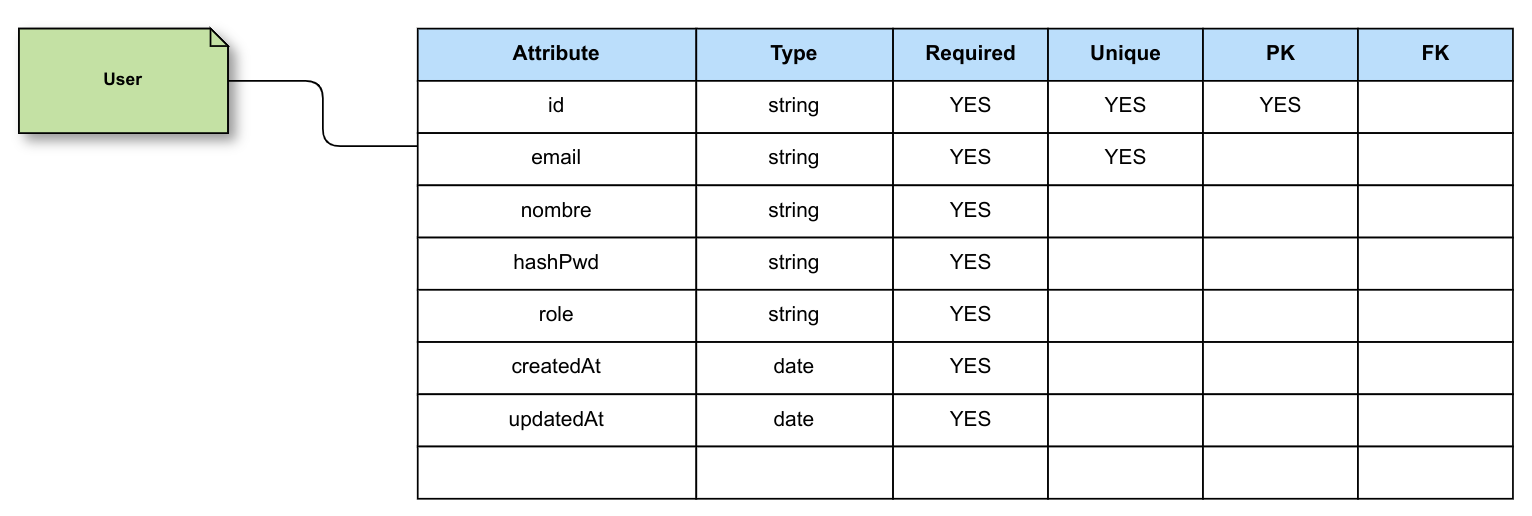 User
Attribute Type Required Unique PK FK
id string YES YES YES
email string YES YES
nombre string YES
hashPwd string YES
role string YES
createdAt date YES
updatedAt date YES